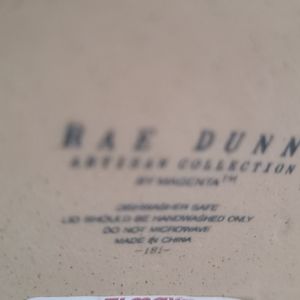 RAE DUNN
ARTISAN COLLECTION
BY MAGENTA™
DISHWASHER SAFE
LID SHOULD BE HANDWASHED ONLY
DO NOT MICROWAVE
MADE IN CHINA
-181-